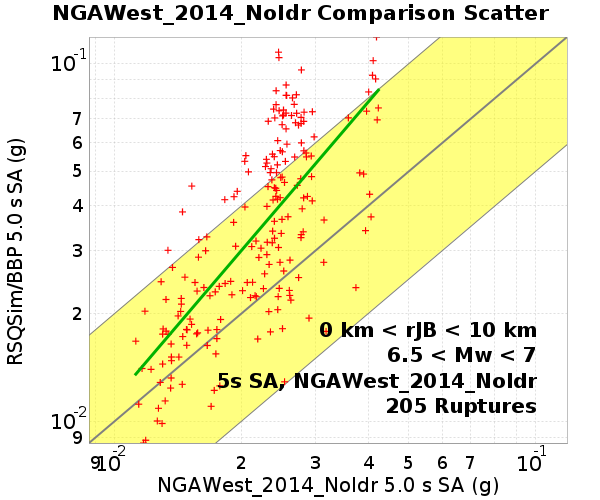 NGAWest_2014_NoIdr Comparison Scatter
RSQSim/BBP 5.0 s SA (g)
10-1
7
6
5
4
3
2
10-2
9
0 km < rJB < 10 km
6.5 < Mw < 7
5s SA, NGAWest_2014_NoIdr
205 Ruptures
9 10-2 2 3 4 5 6 7 10-1
NGAWest_2014_NoIdr 5.0 s SA (g)